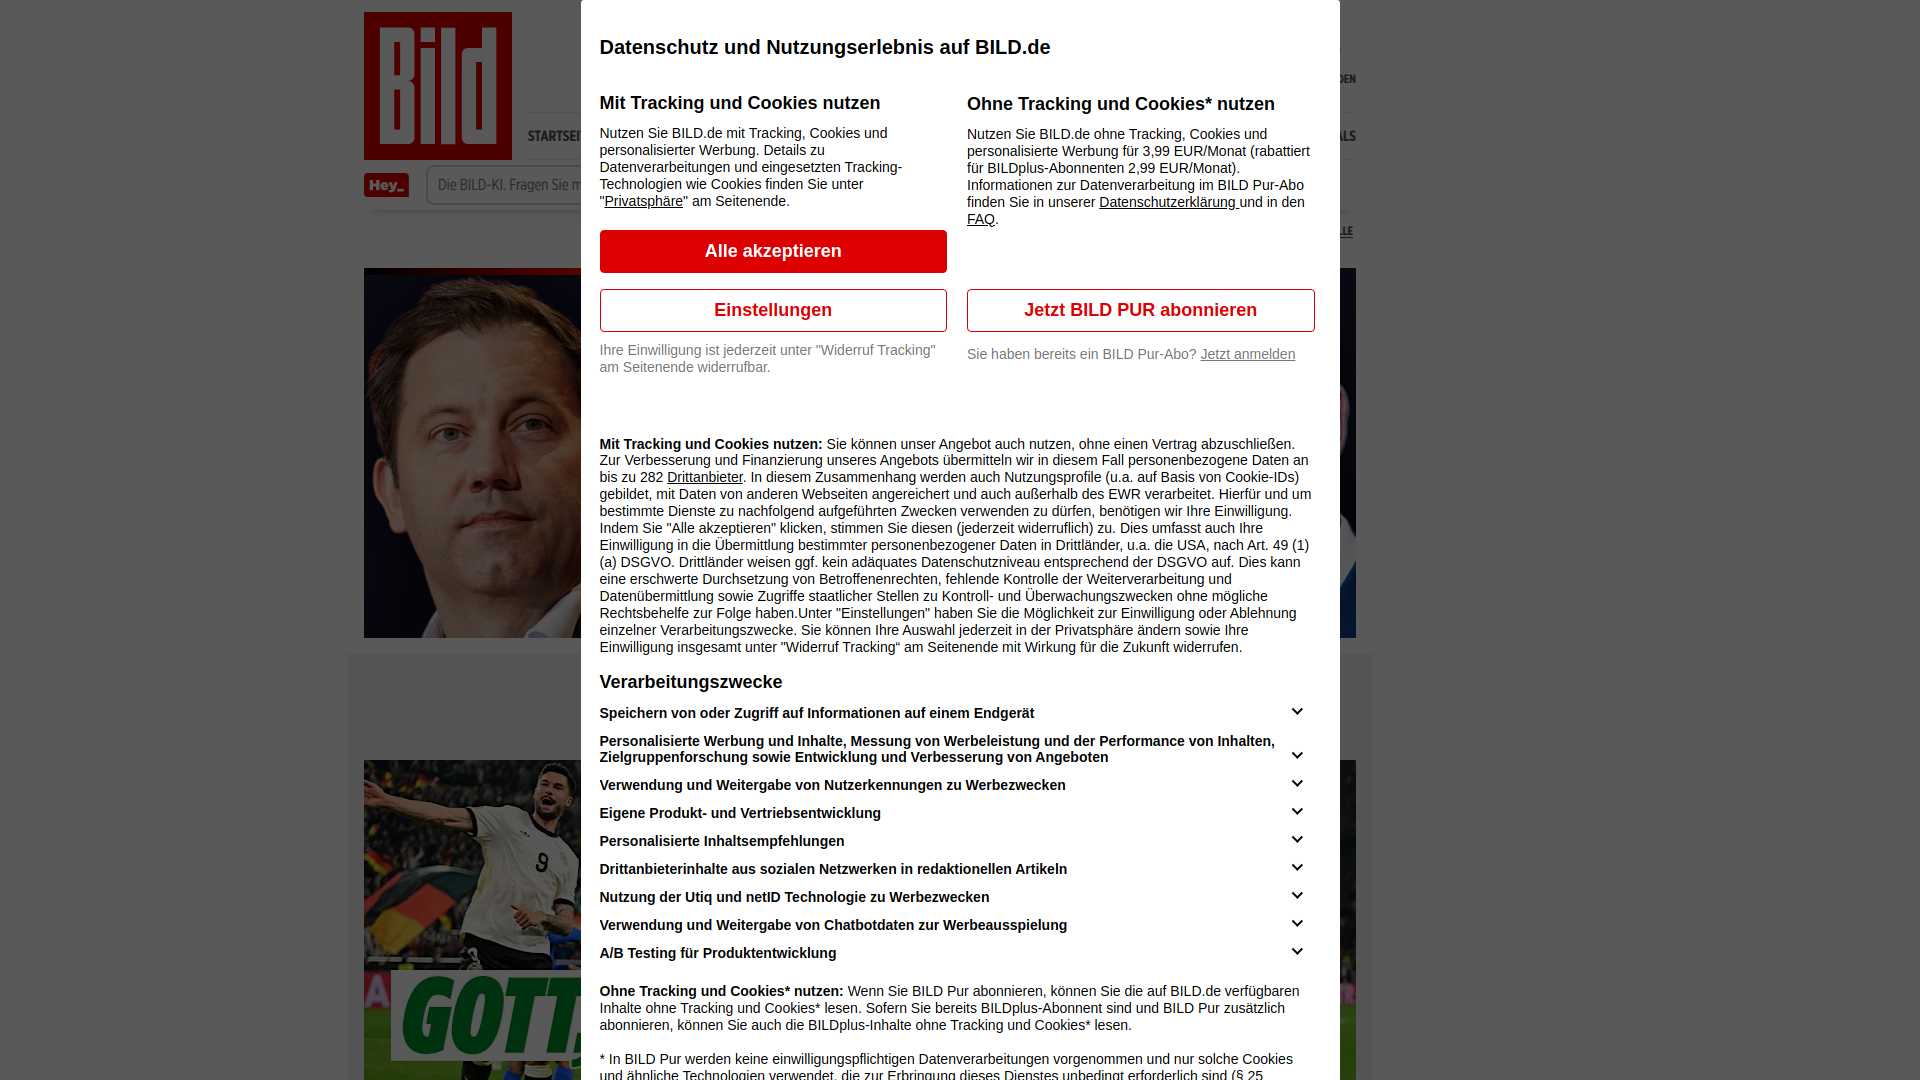 Bild
STARTSEI
Hey_
Die BILD-KI. Fragen Sie m
Datenschutz und Nutzungserlebnis auf BILD.de
Mit Tracking und Cookies nutzen
Nutzen Sie BILD.de mit Tracking, Cookies und
personalisierter Werbung. Details zu
Datenverarbeitungen und eingesetzten Tracking-
Technologien wie Cookies finden Sie unter
"Privatsphäre" am Seitenende.
Alle akzeptieren
Einstellungen
Ihre Einwilligung ist jederzeit unter "Widerruf Tracking"
am Seitenende widerrufbar.
Ohne Tracking und Cookies* nutzen
Nutzen Sie BILD.de ohne Tracking, Cookies und
personalisierte Werbung für 3,99 EUR/Monat (rabattiert
für BILDplus-Abonnenten 2,99 EUR/Monat).
Informationen zur Datenverarbeitung im BILD Pur-Abo
finden Sie in unserer Datenschutzerklärung und in den
FAQ.
Jetzt BILD PUR abonnieren
Sie haben bereits ein BILD Pur-Abo? Jetzt anmelden
DEN
ALS
LLE
Mit Tracking und Cookies nutzen: Sie können unser Angebot auch nutzen, ohne einen Vertrag abzuschließen.
Zur Verbesserung und Finanzierung unseres Angebots übermitteln wir in diesem Fall personenbezogene Daten an
bis zu 282 Drittanbieter. In diesem Zusammenhang werden auch Nutzungsprofile (u.a. auf Basis von Cookie-IDs)
gebildet, mit Daten von anderen Webseiten angereichert und auch außerhalb des EWR verarbeitet. Hierfür und um
bestimmte Dienste zu nachfolgend aufgeführten Zwecken verwenden zu dürfen, benötigen wir Ihre Einwilligung.
Indem Sie "Alle akzeptieren" klicken, stimmen Sie diesen (jederzeit widerruflich) zu. Dies umfasst auch Ihre
Einwilligung in die Übermittlung bestimmter personenbezogener Daten in Drittländer, u.a. die USA, nach Art. 49 (1)
(a) DSGVO. Drittländer weisen ggf. kein adäquates Datenschutzniveau entsprechend der DSGVO auf. Dies kann
eine erschwerte Durchsetzung von Betroffenenrechten, fehlende Kontrolle der Weiterverarbeitung und
Datenübermittlung sowie Zugriffe staatlicher Stellen zu Kontroll- und Überwachungszwecken ohne mögliche
Rechtsbehelfe zur Folge haben.Unter "Einstellungen" haben Sie die Möglichkeit zur Einwilligung oder Ablehnung
einzelner Verarbeitungszwecke. Sie können Ihre Auswahl jederzeit in der Privatsphäre ändern sowie Ihre
Einwilligung insgesamt unter "Widerruf Tracking“ am Seitenende mit Wirkung für die Zukunft widerrufen.
Verarbeitungszwecke
Speichern von oder Zugriff auf Informationen auf einem Endgerät
Personalisierte Werbung und Inhalte, Messung von Werbeleistung und der Performance von Inhalten,
Zielgruppenforschung sowie Entwicklung und Verbesserung von Angeboten
Verwendung und Weitergabe von Nutzerkennungen zu Werbezwecken
Eigene Produkt- und Vertriebsentwicklung
Personalisierte Inhaltsempfehlungen
Drittanbieterinhalte aus sozialen Netzwerken in redaktionellen Artikeln
Nutzung der Utiq und netID Technologie zu Werbezwecken
Verwendung und Weitergabe von Chatbotdaten zur Werbeausspielung
A/B Testing für Produktentwicklung
9
A
GOTT
Ohne Tracking und Cookies* nutzen: Wenn Sie BILD Pur abonnieren, können Sie die auf BILD.de verfügbaren
Inhalte ohne Tracking und Cookies* lesen. Sofern Sie bereits BILDplus-Abonnent sind und BILD Pur zusätzlich
abonnieren, können Sie auch die BILDplus-Inhalte ohne Tracking und Cookies* lesen.
* In BILD Pur werden keine einwilligungspflichtigen Datenverarbeitungen vorgenommen und nur solche Cookies
und ähnliche Technologien verwendet, die zur Erbringung dieses Dienstes unbedingt erforderlich sind (§ 25